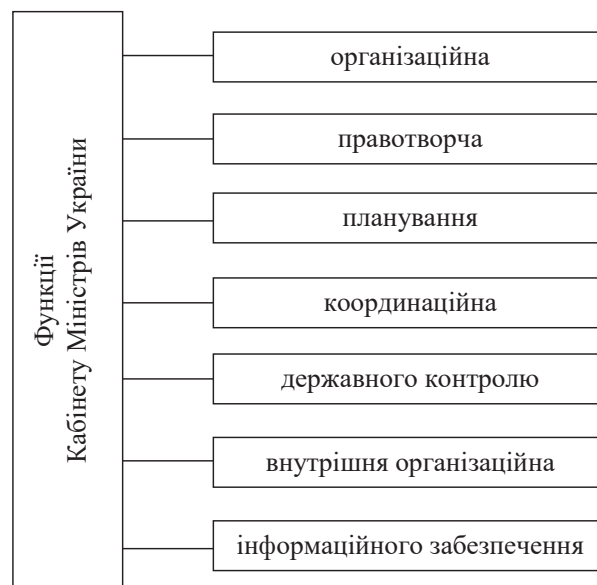 Функції
Кабінету Міністрів України
організаційна
правотворча
планування
координаційна
державного контролю
внутрішня організаційна
інформаційного забезпечення